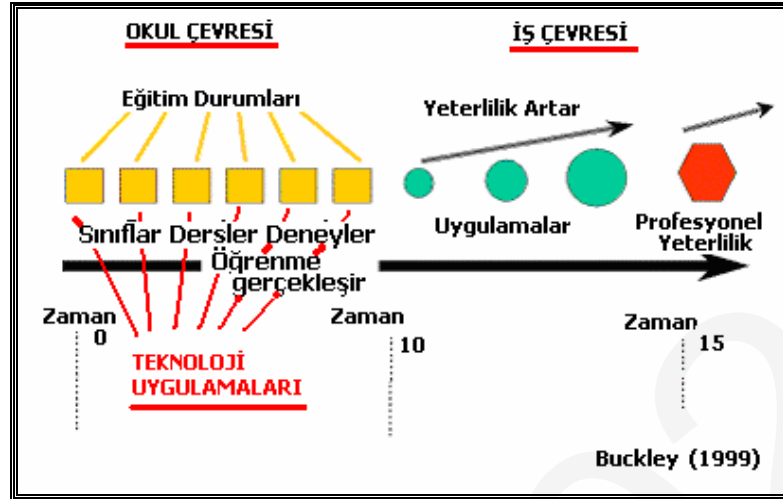 OKUL ÇEVRESİ
İŞ ÇEVRESİ
Eğitim Durumları
Yeterlilik Artar
Sınıflar Dersler Deneyler
Uygulamalar
Profesyonel
Yeterlilik
Öğrenme
gerçekleşir
Zaman
0
Zaman
10
Zaman
15
TEKNOLOJİ
UYGULAMALARI
Buckley (1999)